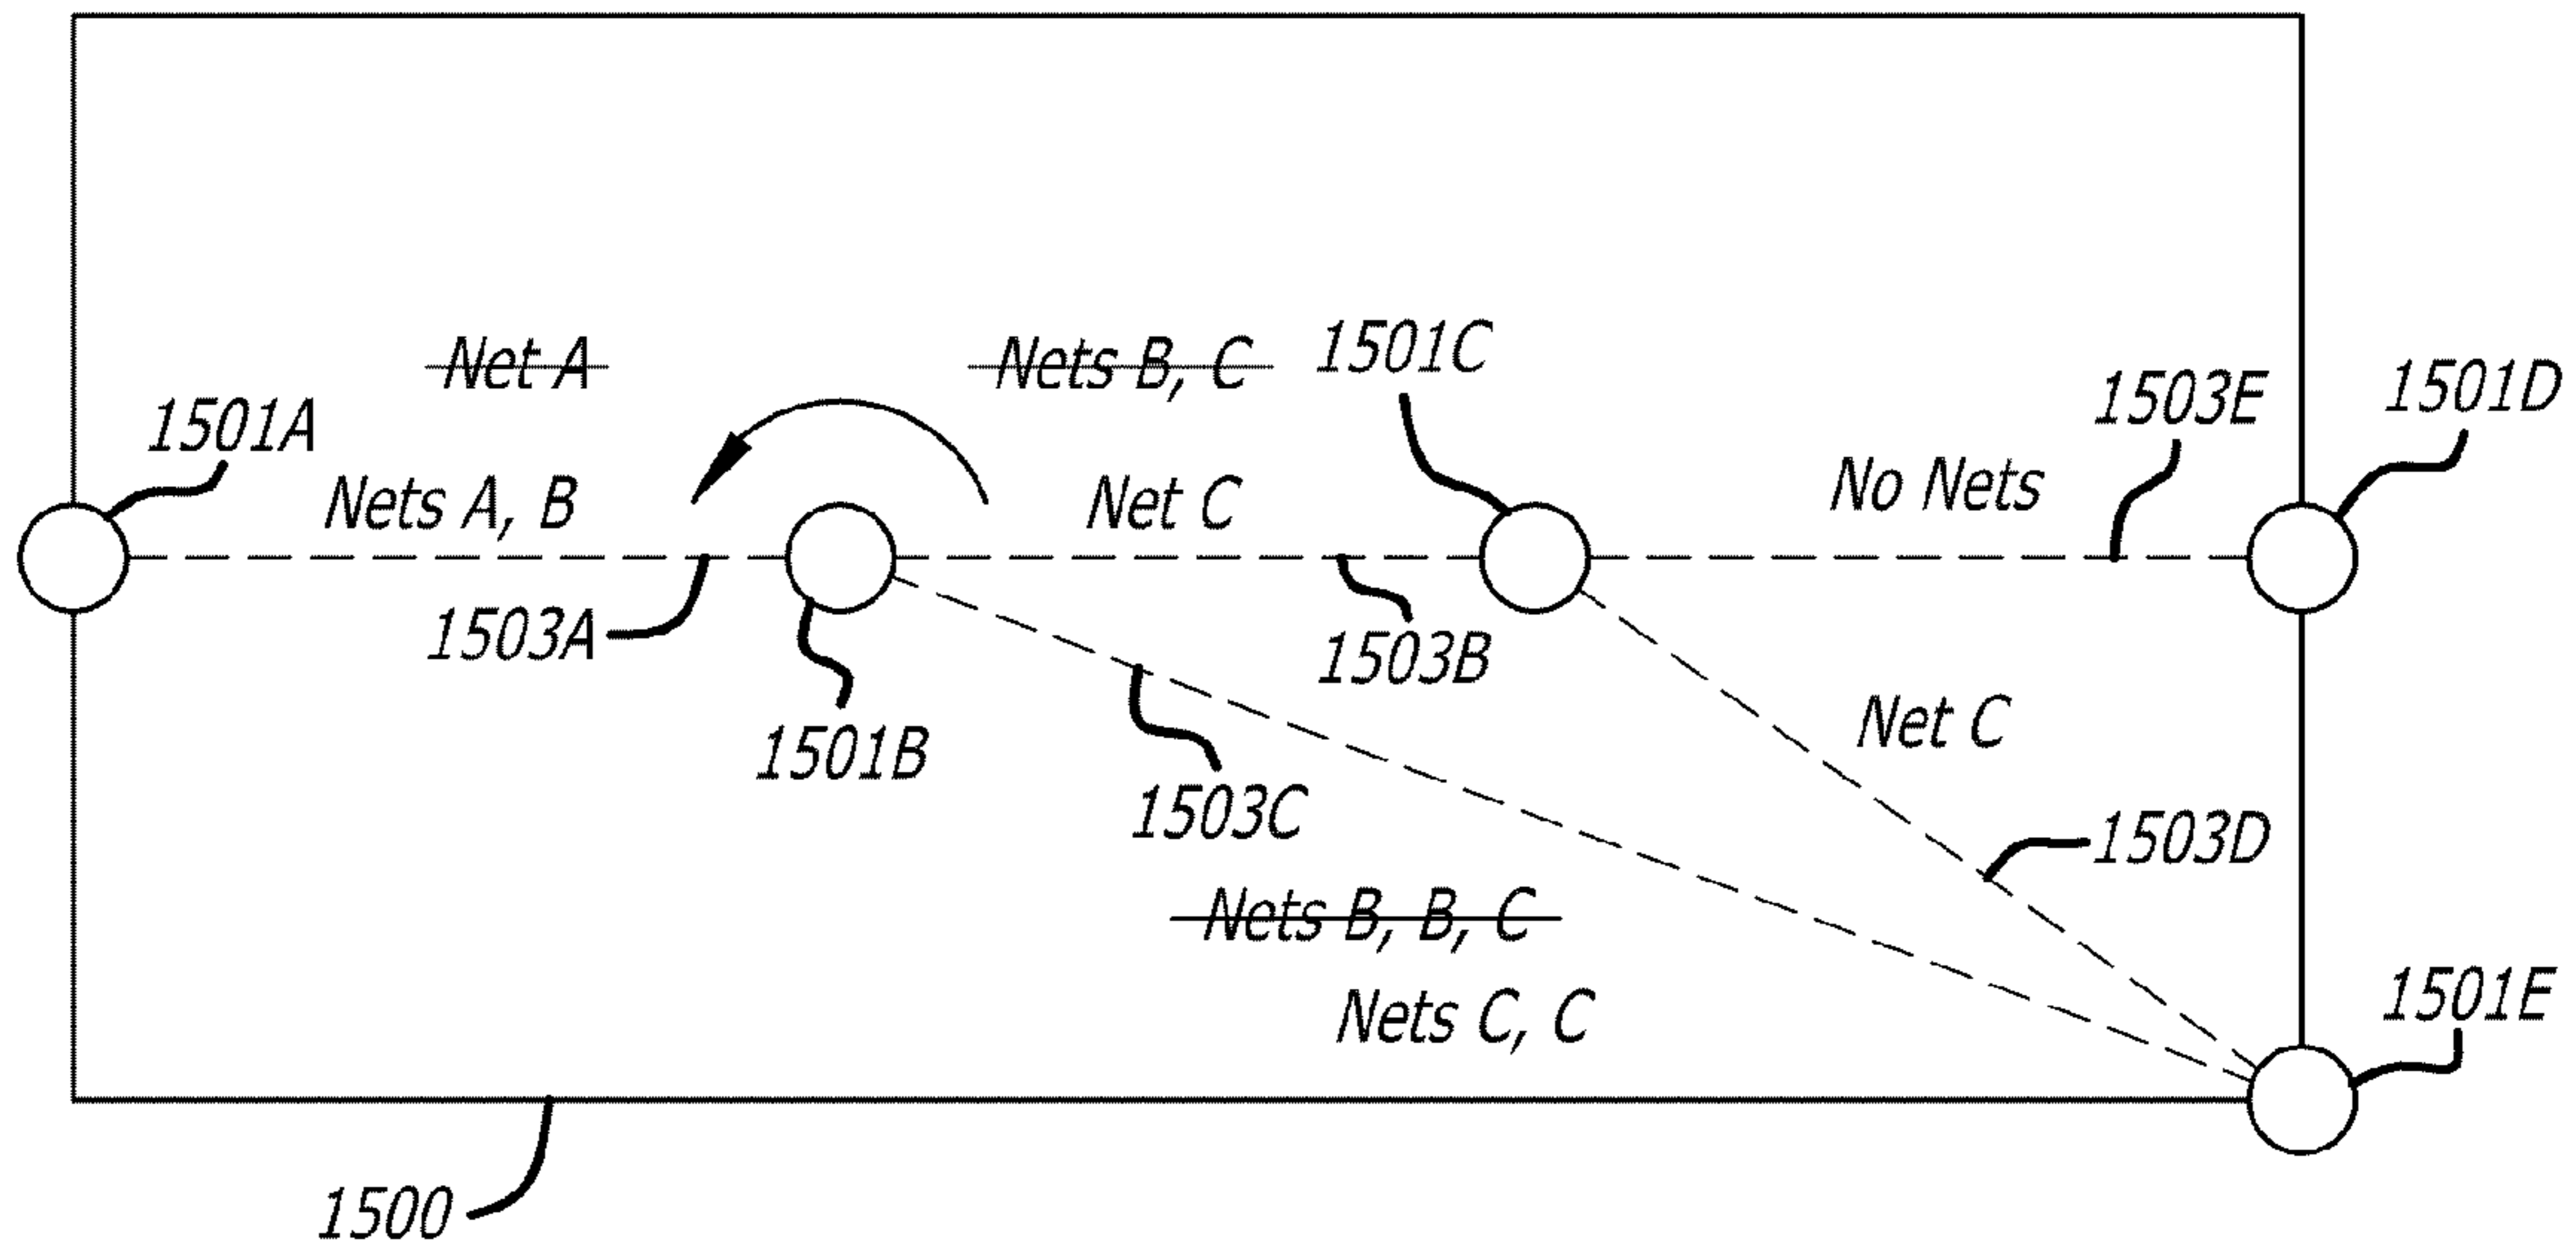 Net A
Nets B, C
1501C
1501A
1503E
1501D
Nets A, B
Net C
No Nets
1503A
1503B
1501B
Net C
1503C
1503D
Nets B, B, C
Nets C, C
1501E
1500